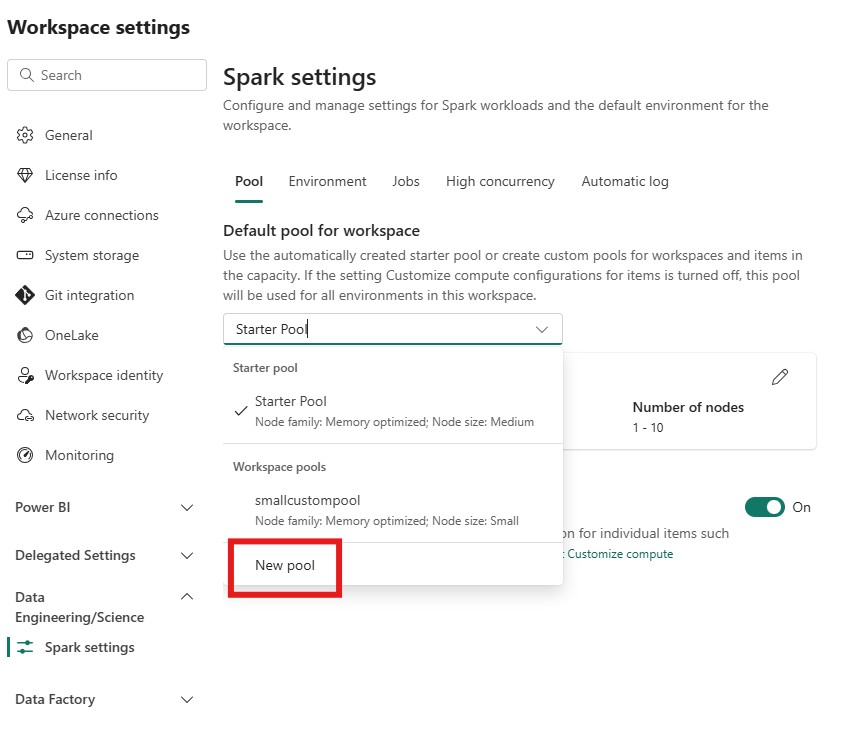 Workspace settings
Search
General
License info
Azure connections
System storage
Git integration
OneLake
Workspace identity
Network security
Monitoring
Power BI
Delegated Settings
Data
Engineering/Science
Spark settings
Data Factory
Spark settings
Configure and manage settings for Spark workloads and the default environment for the
workspace.
Pool Environment Jobs High concurrency Automatic log
Default pool for workspace
Use the automatically created starter pool or create custom pools for workspaces and items in
the capacity. If the setting Customize compute configurations for items is turned off, this pool
will be used for all environments in this workspace.
Starter Pool
Starter pool
Starter Pool
Node family: Memory optimized; Node size: Medium
Workspace pools
smallcustompool
Node family: Memory optimized; Node size: Small
New pool
Number of nodes
1 - 10
On
for individual items such
Customize compute